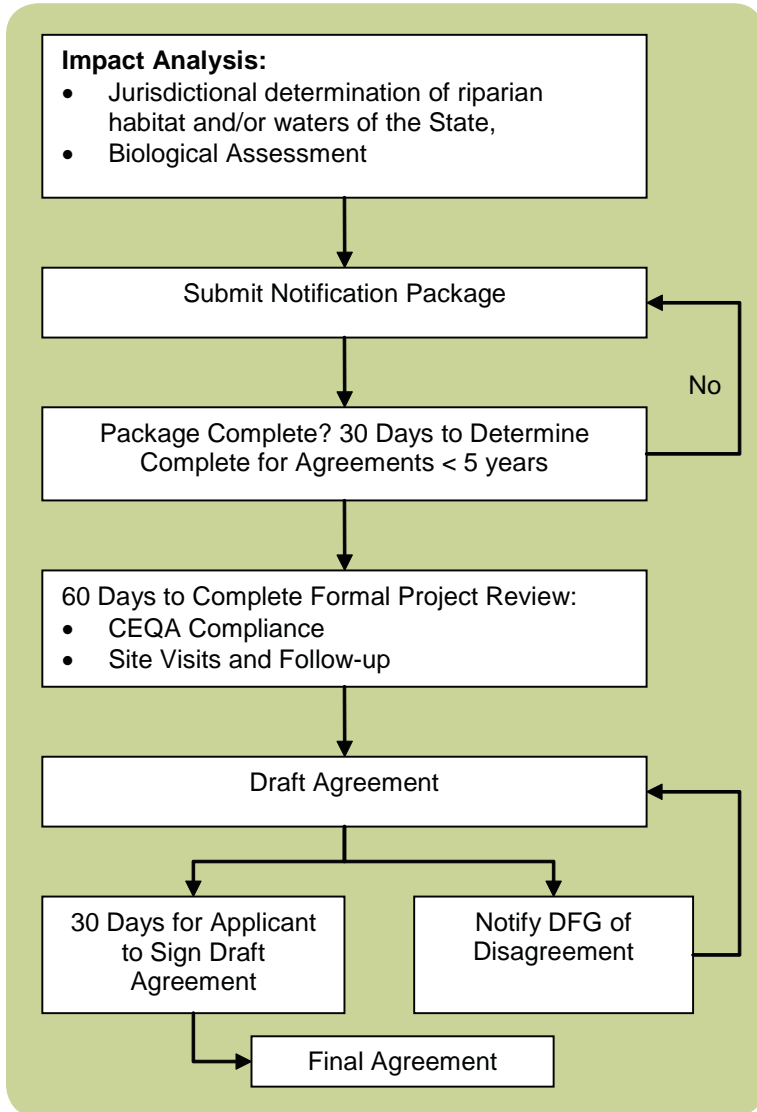 Impact Analysis:
• Jurisdictional determination of riparian
habitat and/or waters of the State,
• Biological Assessment
Submit Notification Package
No
Package Complete? 30 Days to Determine
Complete for Agreements < 5 years
60 Days to Complete Formal Project Review:
• CEQA Compliance
• Site Visits and Follow-up
Draft Agreement
30 Days for Applicant
to Sign Draft
Agreement
Notify DFG of
Disagreement
Final Agreement